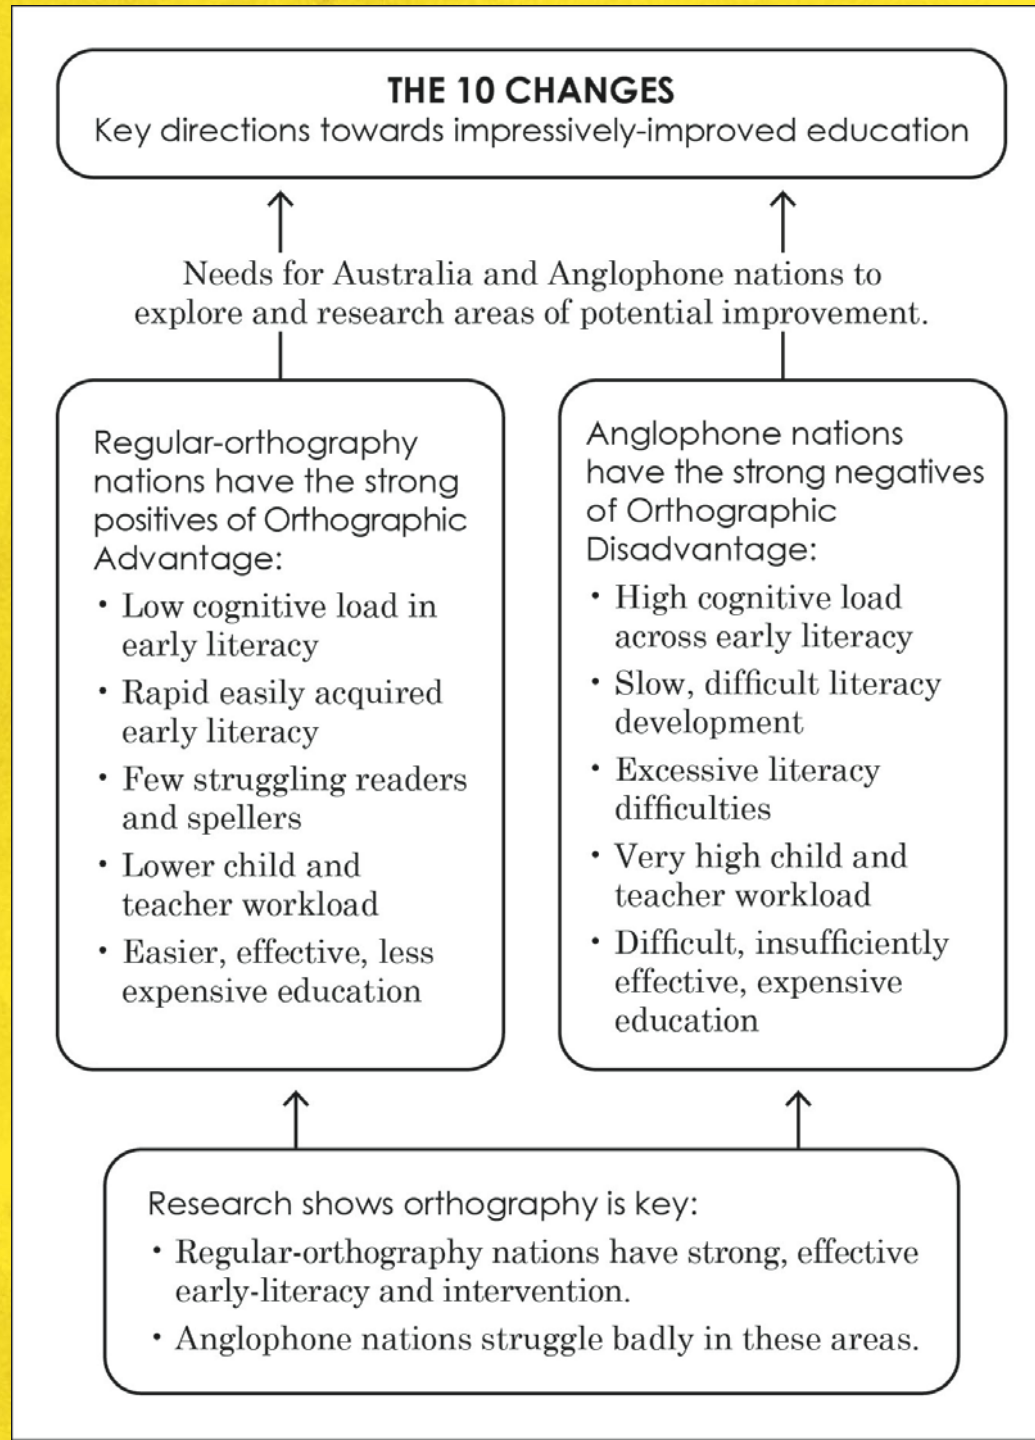 THE 10 CHANGES
Key directions towards impressively-improved education
Needs for Australia and Anglophone nations to
explore and research areas of potential improvement.
Regular-orthography
nations have the strong
positives of Orthographic
Advantage:
• Low cognitive load in
early literacy
• Rapid easily acquired
early literacy
• Few struggling readers
and spellers
• Lower child and
teacher workload
• Easier, effective, less
expensive education
Anglophone nations
have the strong negatives
of Orthographic
Disadvantage:
• High cognitive load
across early literacy
• Slow, difficult literacy
development
• Excessive literacy
difficulties
• Very high child and
teacher workload
• Difficult, insufficiently
effective, expensive
education
Research shows orthography is key:
• Regular-orthography nations have strong, effective
early-literacy and intervention.
• Anglophone nations struggle badly in these areas.